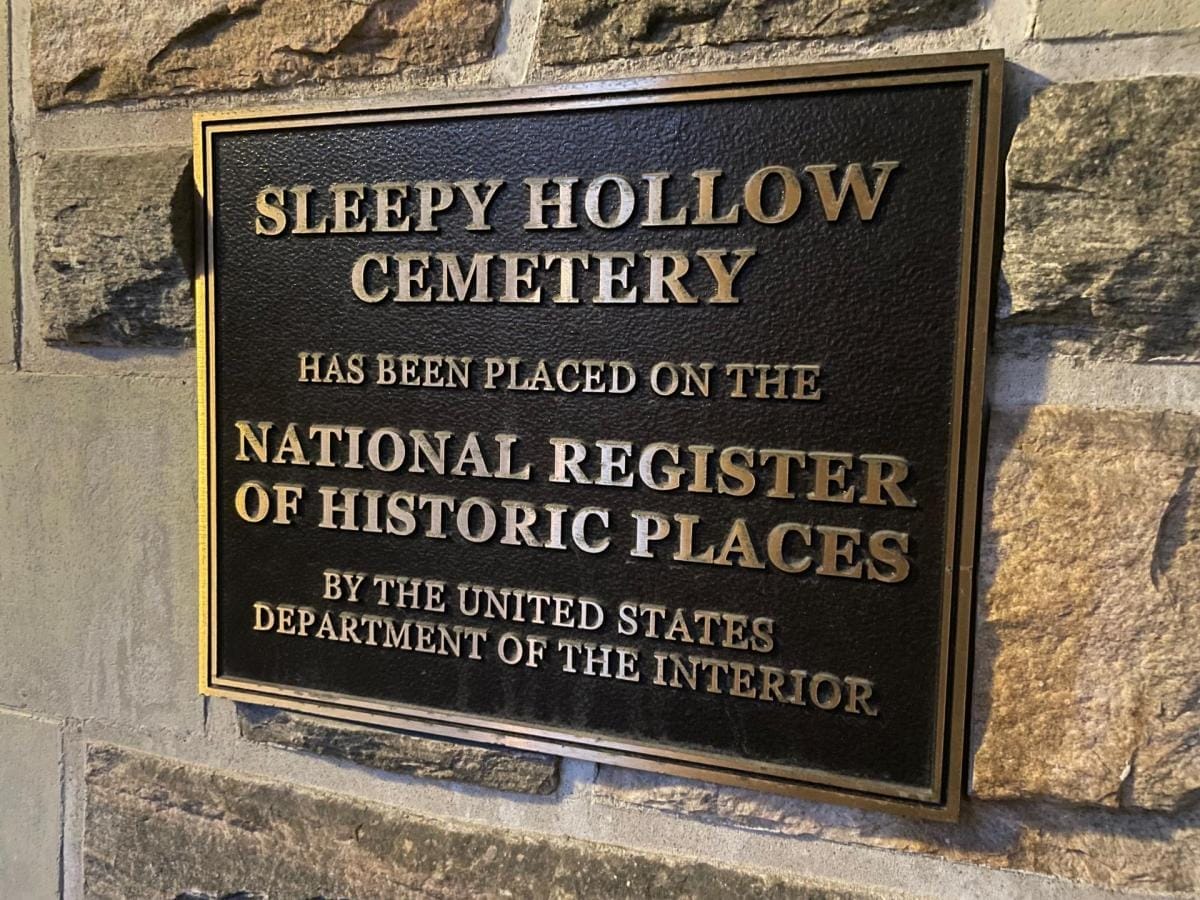 SLEEPY HOLLOW
CEMETERY
HAS BEEN PLACED ON THE
NATIONAL REGISTER
OF HISTORIC PLACES
BY THE UNITED STATES
DEPARTMENT OF THE INTERIOR